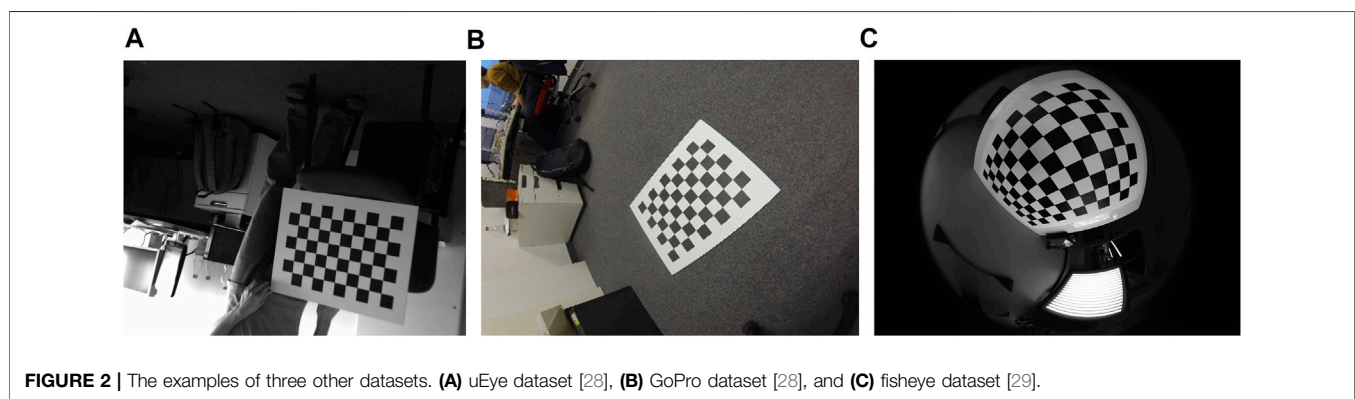 A
B
C
FIGURE 2 | The examples of three other datasets. (A) uEye dataset [28], (B) GoPro dataset [28], and (C) fisheye dataset [29].